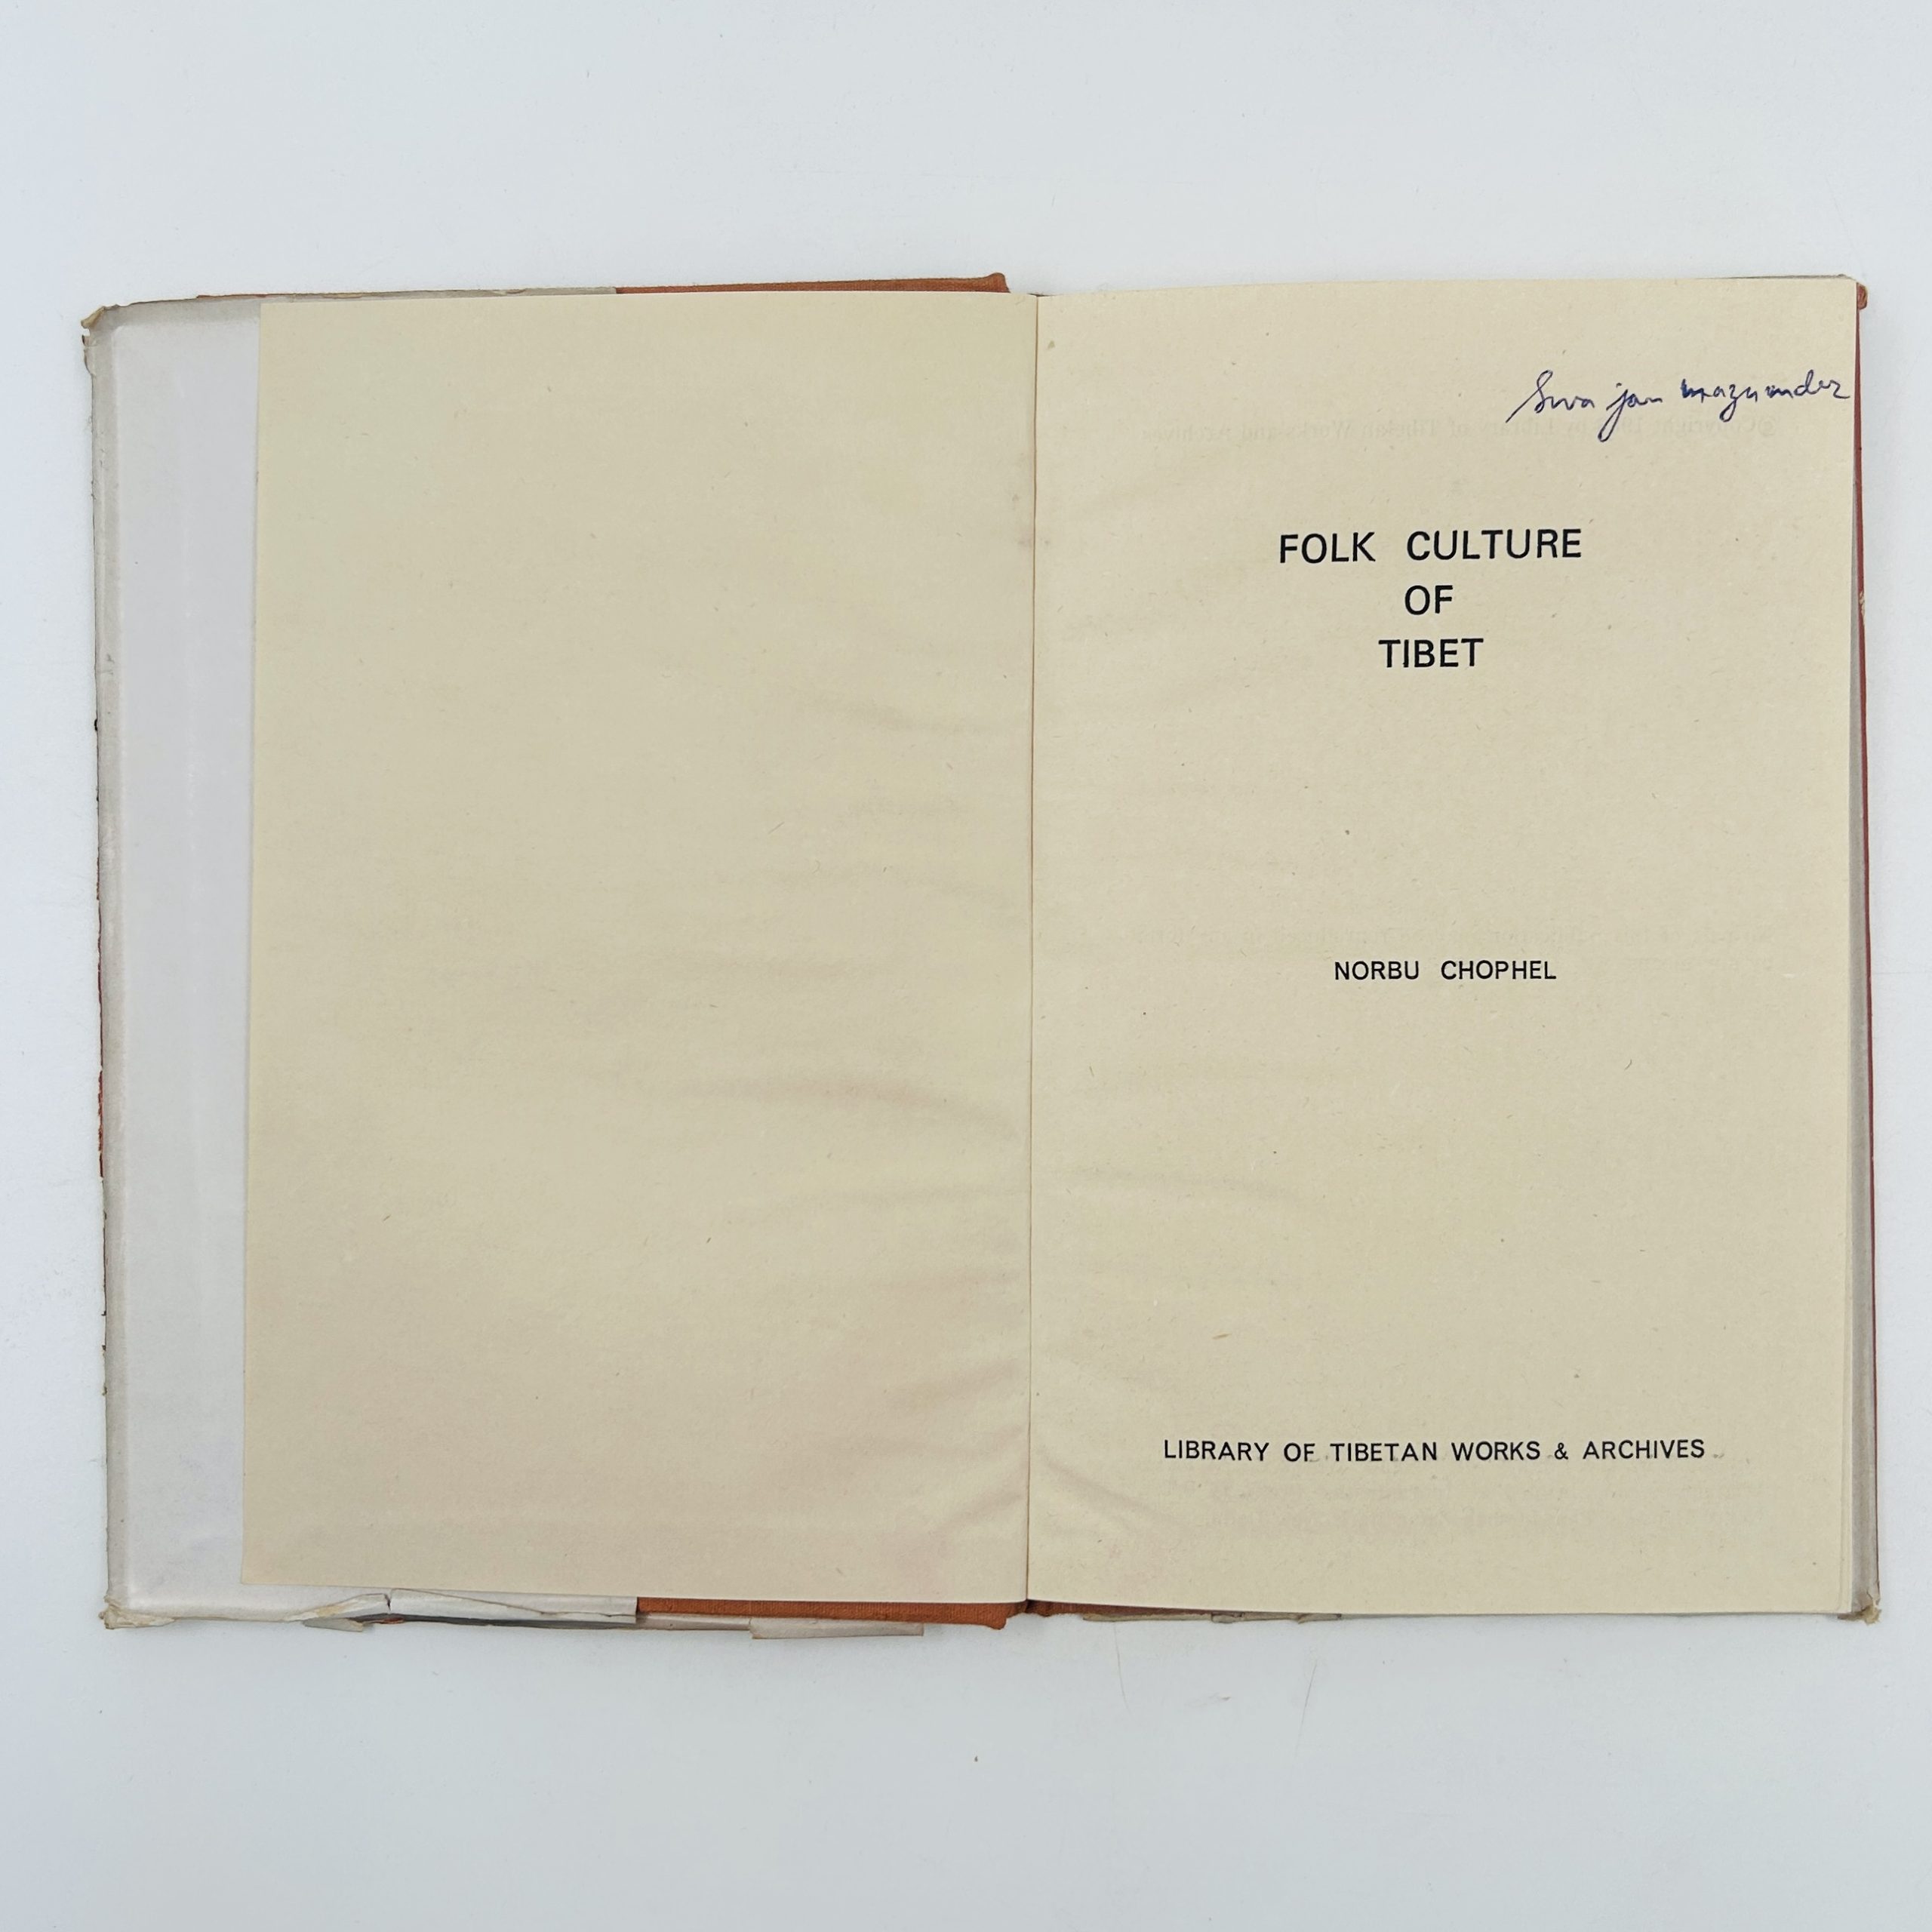 Swa jan mazumder
FOLK CULTURE
OF
TIBET
NORBU CHOPHEL
LIBRARY OF TIBETAN WORKS & ARCHIVES